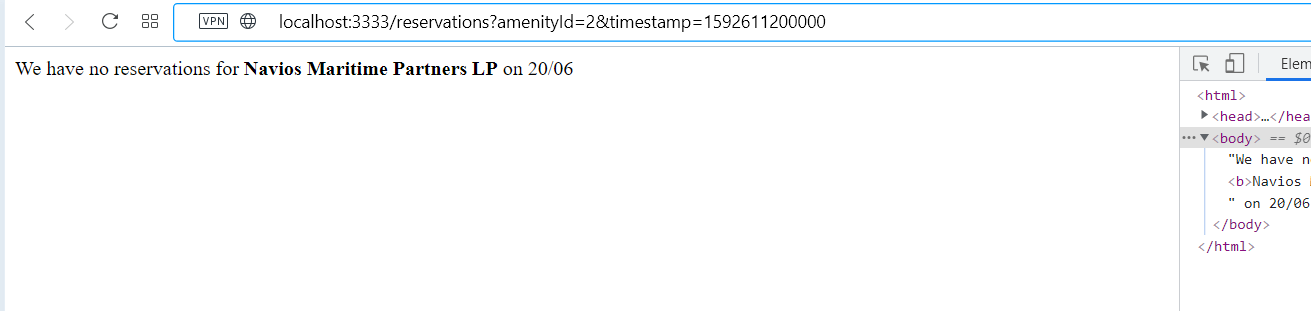 VPN localhost:3333/reservations?amenityId=2&timestamp=1592611200000
We have no reservations for Navios Maritime Partners LP on 20/06
Elem
<html>
<head>…</hea
<body> == $0
"We have n
<b>Navios
" on 20/06
</body>
</html>